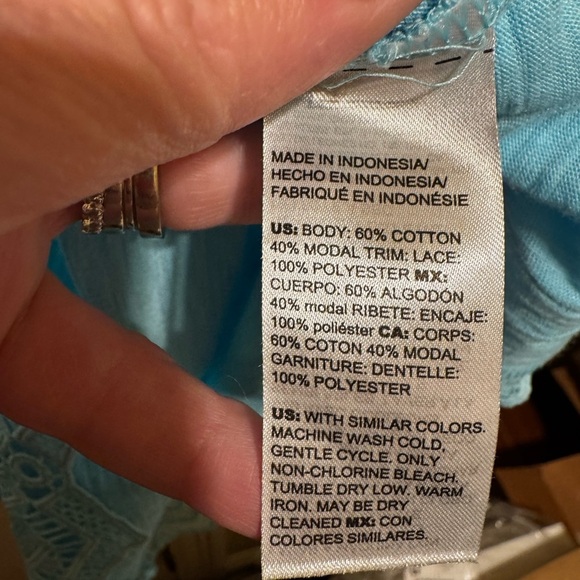 MADE IN INDONESIA/
HECHO EN INDONESIA/
FABRIQUÉ EN INDONÉSIE
US: BODY: 60% COTTON
40% MODAL TRIM: LACE:
100% POLYESTER MX:
CUERPO: 60% ALGODON
40% modal RIBETE: ENCAJE:
100% poliéster CA: CORPS:
60% COTON 40% MODAL
GARNITURE: DENTELLE:
100% POLYESTER
US: WITH SIMILAR COLORS.
MACHINE WASH COLD,
GENTLE CYCLE. ONLY
NON-CHLORINE BLEACH.
TUMBLE DRY LOW. WARM
IRON. MAY BE DRY
CLEANED MX: CON
COLORES SIMILARES.